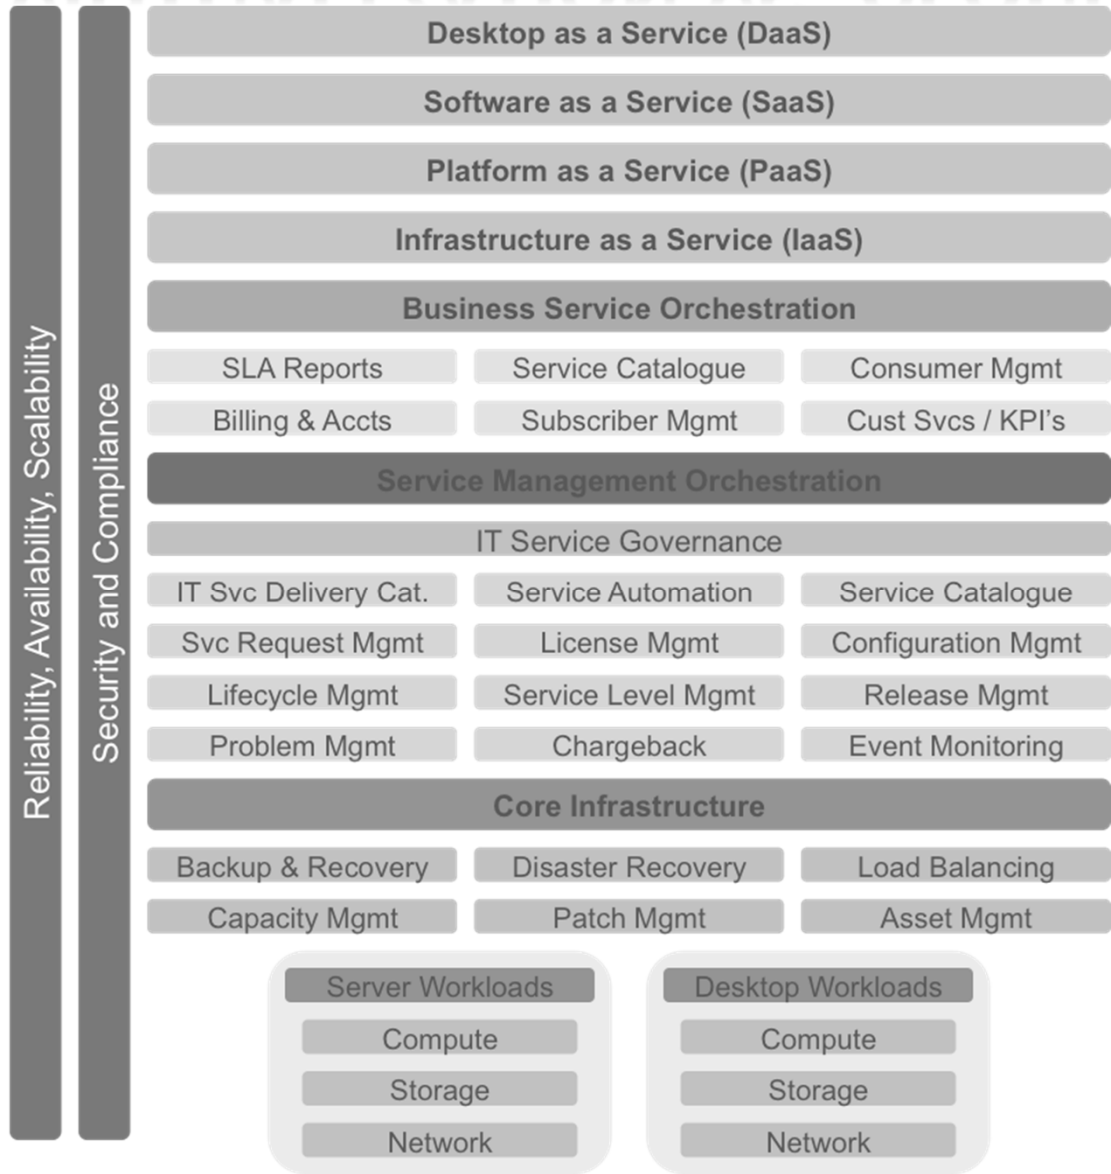 Reliability, Availability, Scalability
Security and Compliance
Desktop as a Service (DaaS)
Software as a Service (SaaS)
Platform as a Service (PaaS)
Infrastructure as a Service (IaaS)
Business Service Orchestration
SLA Reports
Service Catalogue
Consumer Mgmt
Billing & Accts
Subscriber Mgmt
Cust Svcs / KPI's
Service Management Orchestration
IT Service Governance
IT Svc Delivery Cat.
Service Automation
Service Catalogue
Svc Request Mgmt
License Mgmt
Configuration Mgmt
Lifecycle Mgmt
Service Level Mgmt
Release Mgmt
Problem Mgmt
Chargeback
Event Monitoring
Core Infrastructure
Backup & Recovery
Disaster Recovery
Load Balancing
Capacity Mgmt
Patch Mgmt
Asset Mgmt
Server Workloads
Compute
Storage
Network
Desktop Workloads
Compute
Storage
Network